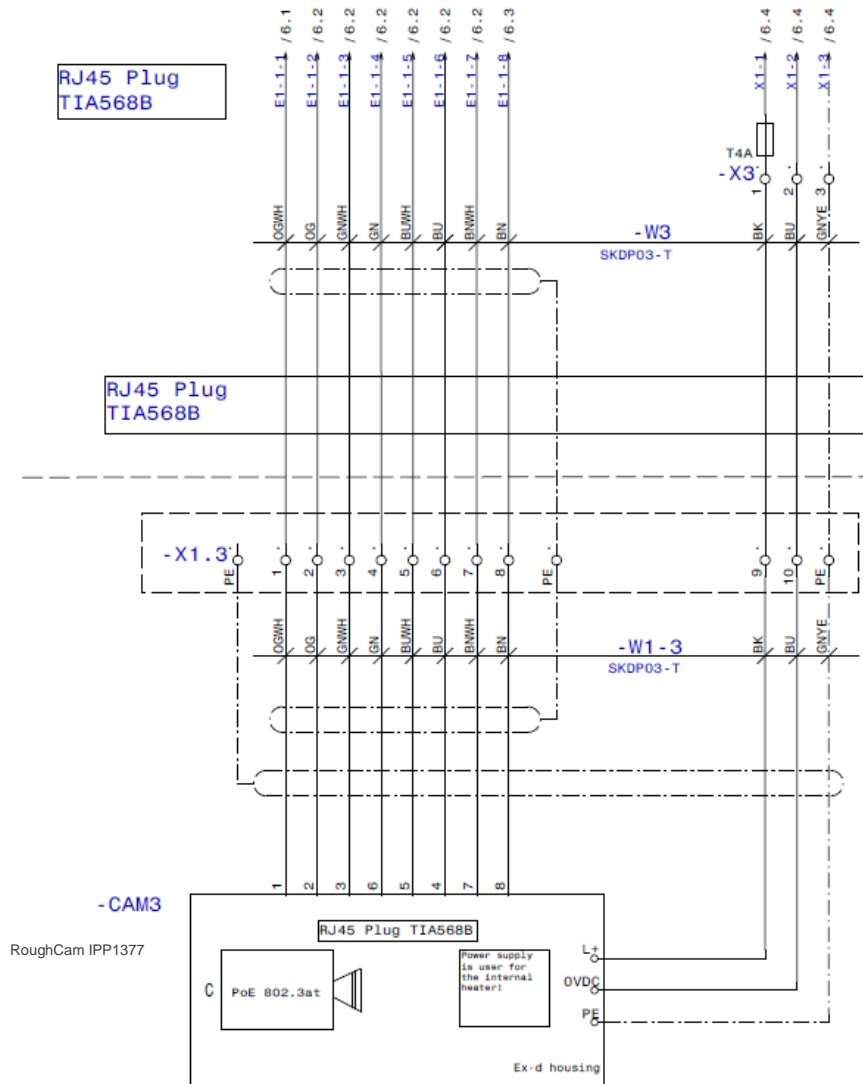 /6.1 /6.2 /6.2 /6.2 /6.2 /6.2 /6.2 /6.3 /6.4 /6.4 /6.4
E1-1-1 E1-1-2 E1-1-3 E1-1-4 E1-1-5 E1-1-6 E1-1-7 E1-1-8 X1-1 X1-2 X1-3
RJ45 Plug
TIA568B
T4A
-X3 1 2 3
OGWH OG GNWH GN BUWH BU BNWH BN -W3 BK BU GNYE
SKDP03-T
RJ45 Plug
TIA568B
-X1.3 PE 1 2 3 4 5 6 7 8 PE 9 10 PE
OGWH OG GNWH GN BUWH BU BNWH BN -W1-3 BK BU GNYE
SKDP03-T
1 2 3 6 5 4 7 8
-CAM3
RJ45 Plug TIA568B
RoughCam IPP1377
C PoE 802.3at
Power supply
is user for
the internal
heater!
L+
0VDC
PE
Ex-d housing